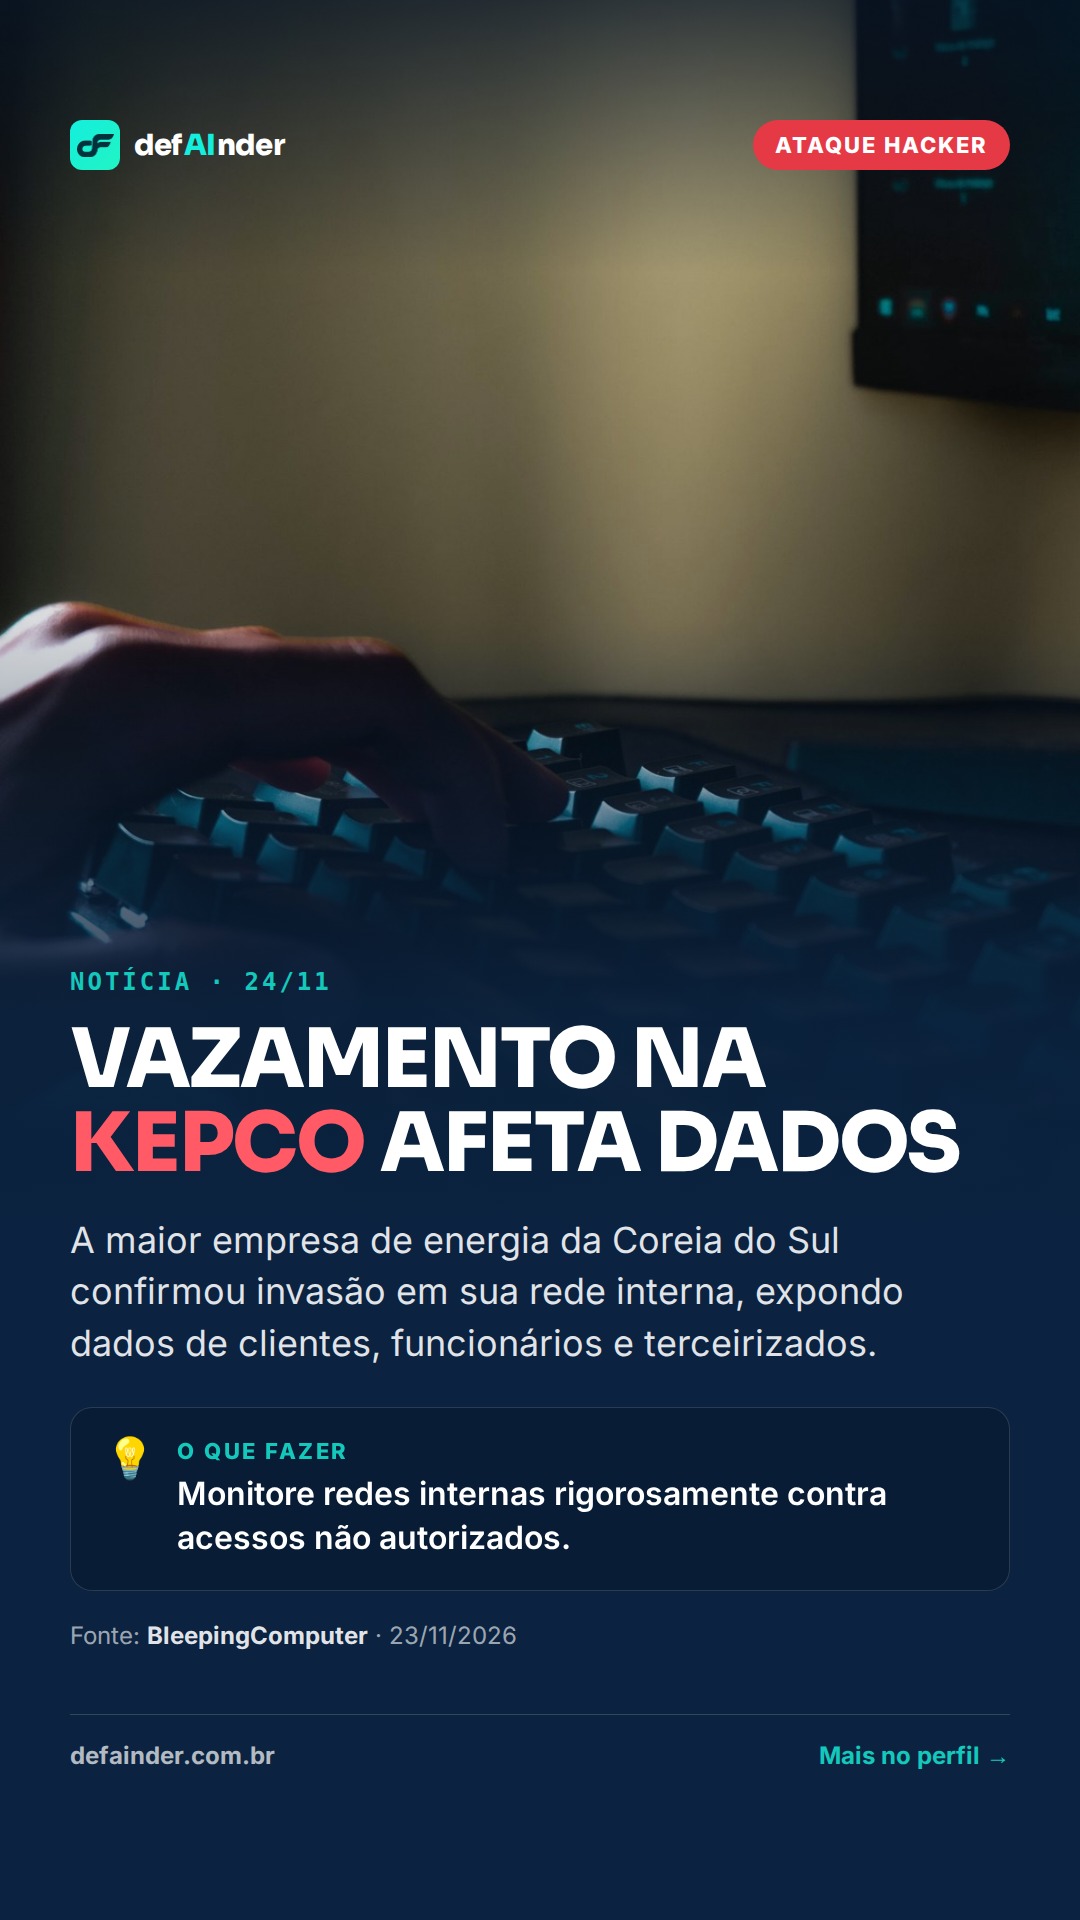 defAInder
ATAQUE HACKER
NOTÍCIA · 24/11
VAZAMENTO NA
KEPCO AFETA DADOS
A maior empresa de energia da Coreia do Sul
confirmou invasão em sua rede interna, expondo
dados de clientes, funcionários e terceirizados.
O QUE FAZER
Monitore redes internas rigorosamente contra
acessos não autorizados.
Fonte: BleepingComputer · 23/11/2026
defainder.com.br
Mais no perfil →